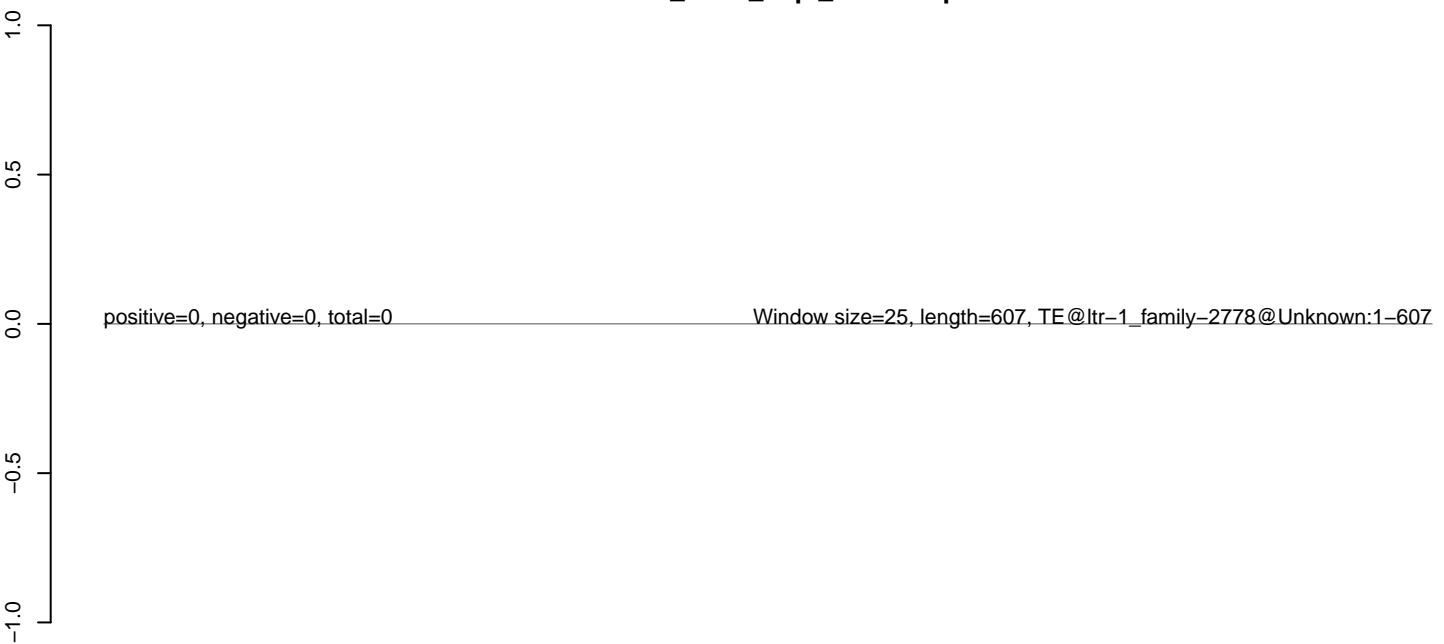 1.0
0.5
0.0
−0.5
−1.0
positive=0, negative=0, total=0
Window size=25, length=607, TE@ltr−1_family−2778@Unknown:1−607